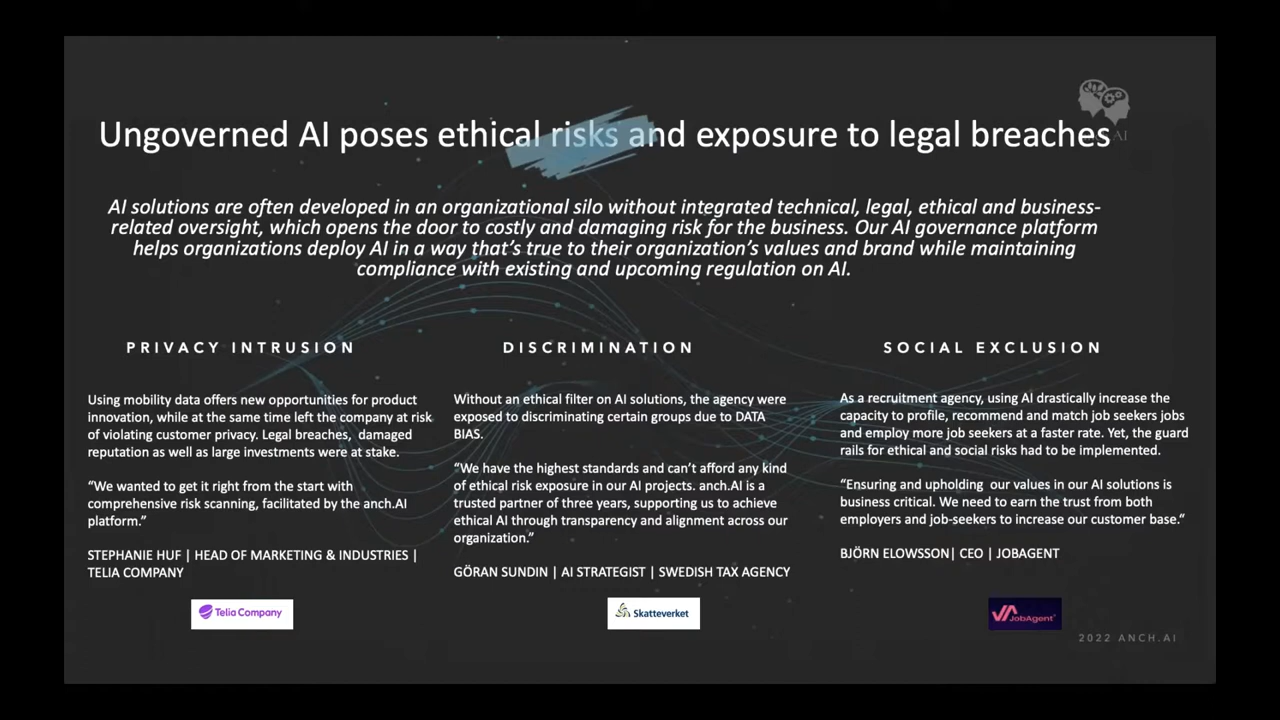 Ungoverned AI poses ethical risks and exposure to legal breaches
AI
AI solutions are often developed in an organizational silo without integrated technical, legal, ethical and business-
related oversight, which opens the door to costly and damaging risk for the business. Our AI governance platform
helps organizations deploy AI in a way that's true to their organization's values and brand while maintaining
compliance with existing and upcoming regulation on AI.
PRIVACY INTRUSION
Using mobility data offers new opportunities for product
innovation, while at the same time left the company at risk
of violating customer privacy. Legal breaches,  damaged
reputation as well as large investments were at stake.
“We wanted to get it right from the start with
comprehensive risk scanning, facilitated by the anch.AI
platform.”
STEPHANIE HUF | HEAD OF MARKETING & INDUSTRIES |
TELIA COMPANY
Telia Company
DISCRIMINATION
Without an ethical filter on AI solutions, the agency were
exposed to discriminating certain groups due to DATA
BIAS.
“We have the highest standards and can’t afford any kind
of ethical risk exposure in our AI projects. anch.AI is a
trusted partner of three years, supporting us to achieve
ethical AI through transparency and alignment across our
organization.”
GÖRAN SUNDIN | AI STRATEGIST | SWEDISH TAX AGENCY
Skatteverket
SOCIAL EXCLUSION
As a recruitment agency, using AI drastically increase the
capacity to profile, recommend and match job seekers jobs
and employ more job seekers at a faster rate. Yet, the guard
rails for ethical and social risks had to be implemented.
“Ensuring and upholding  our values in our AI solutions is
business critical. We need to earn the trust from both
employers and job-seekers to increase our customer base.“
BJÖRN ELOWSSON| CEO | JOBAGENT
JobAgent
2022 ANCH.AI